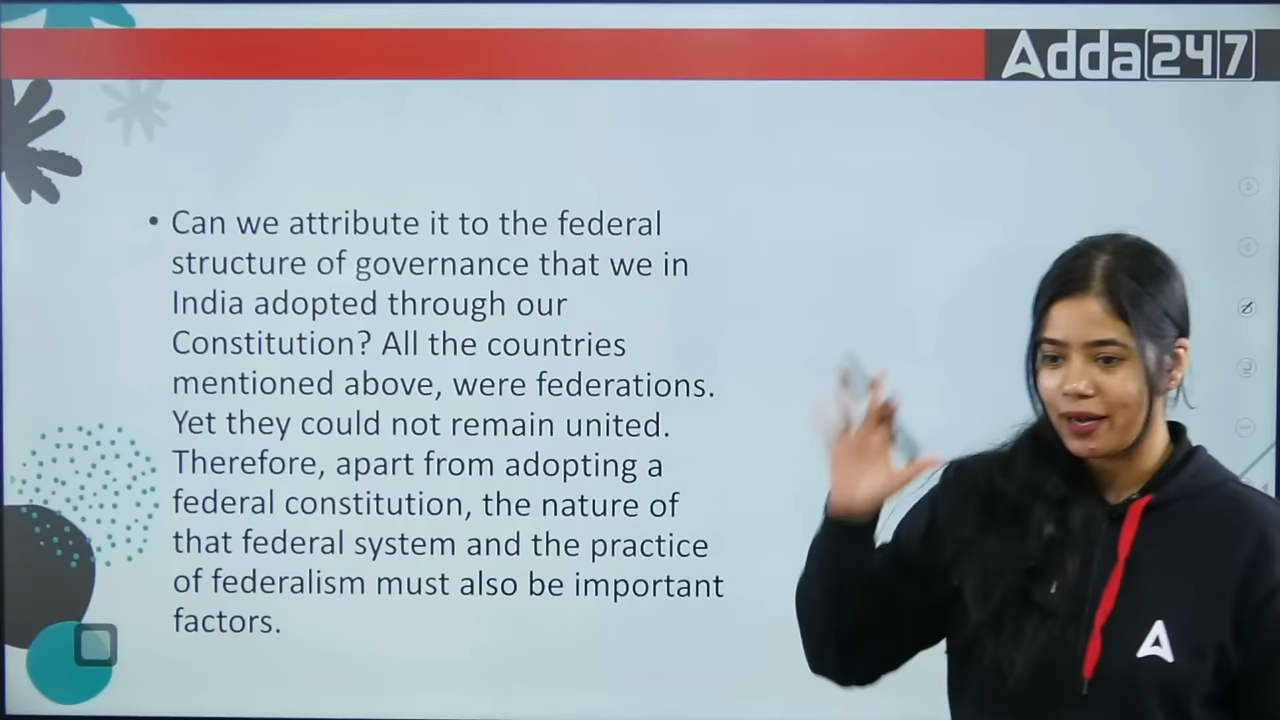 Adda247
• Can we attribute it to the federal
structure of governance that we in
India adopted through our
Constitution? All the countries
mentioned above, were federations.
Yet they could not remain united.
Therefore, apart from adopting a
federal constitution, the nature of
that federal system and the practice
of federalism must also be important
factors.